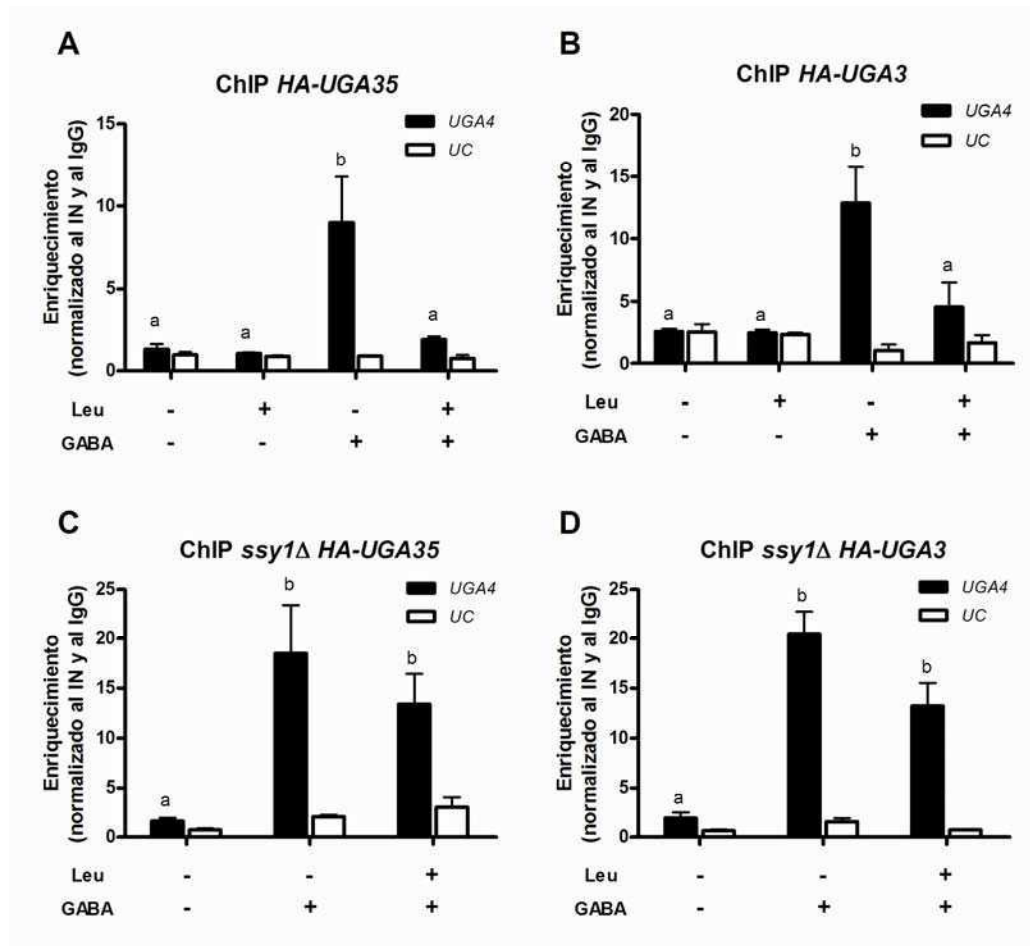 A
ChIP HA-UGA35
Enriquecimiento
(normalizado al IN y al IgG)
15
10
5
0
UGA4
UC
a
a
b
a
Leu - + - +
GABA - - + +
B
ChIP HA-UGA3
Enriquecimiento
(normalizado al IN y al IgG)
20
15
10
5
0
UGA4
UC
a
a
b
a
Leu - + - +
GABA - - + +
C
ChIP ssy1Δ HA-UGA35
Enriquecimiento
(normalizado al IN y al IgG)
25
20
15
10
5
0
UGA4
UC
a
b
b
Leu - - +
GABA - + +
D
ChIP ssy1Δ HA-UGA3
Enriquecimiento
(normalizado al IN y al IgG)
25
20
15
10
5
0
UGA4
UC
a
b
b
Leu - - +
GABA - + +